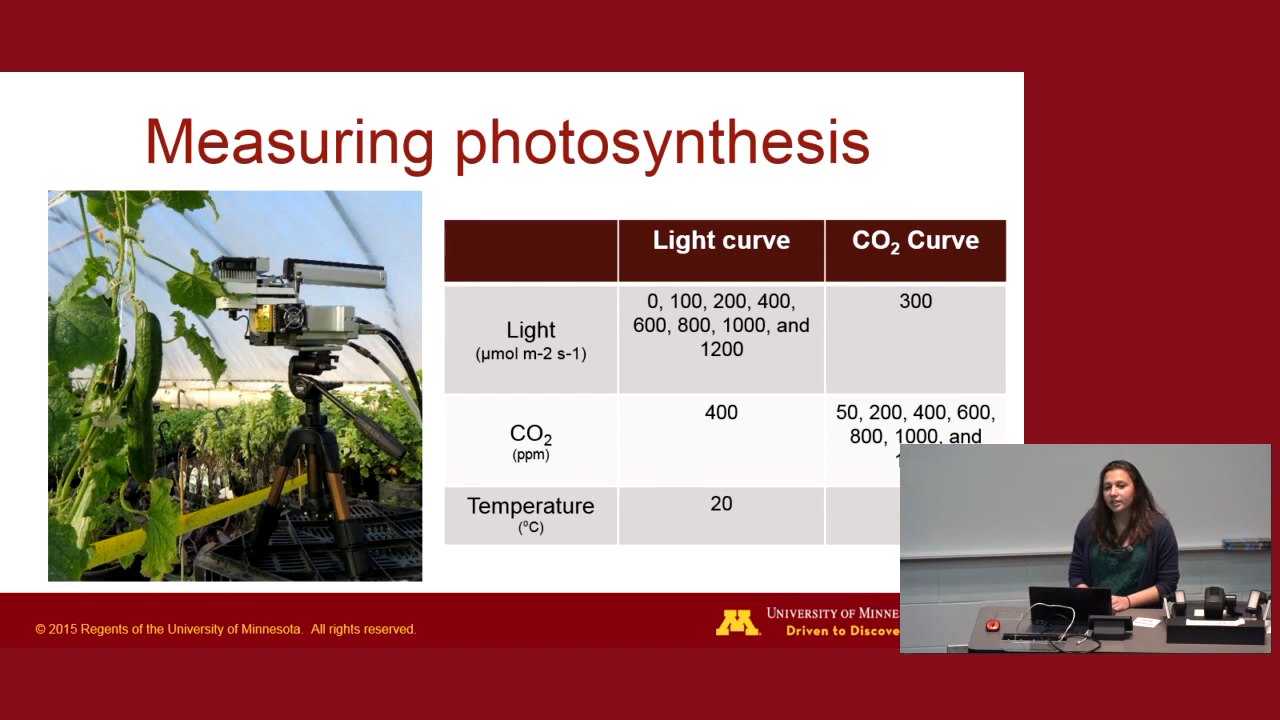 Measuring photosynthesis
Light curve
CO₂ Curve
Light
(µmol m-2 s-1)
0, 100, 200, 400,
600, 800, 1000, and
1200
300
CO₂
(ppm)
400
50, 200, 400, 600,
800, 1000, and
Temperature
(⁰C)
20
© 2015 Regents of the University of Minnesota. All rights reserved.
M
UNIVERSITY OF
Driven to